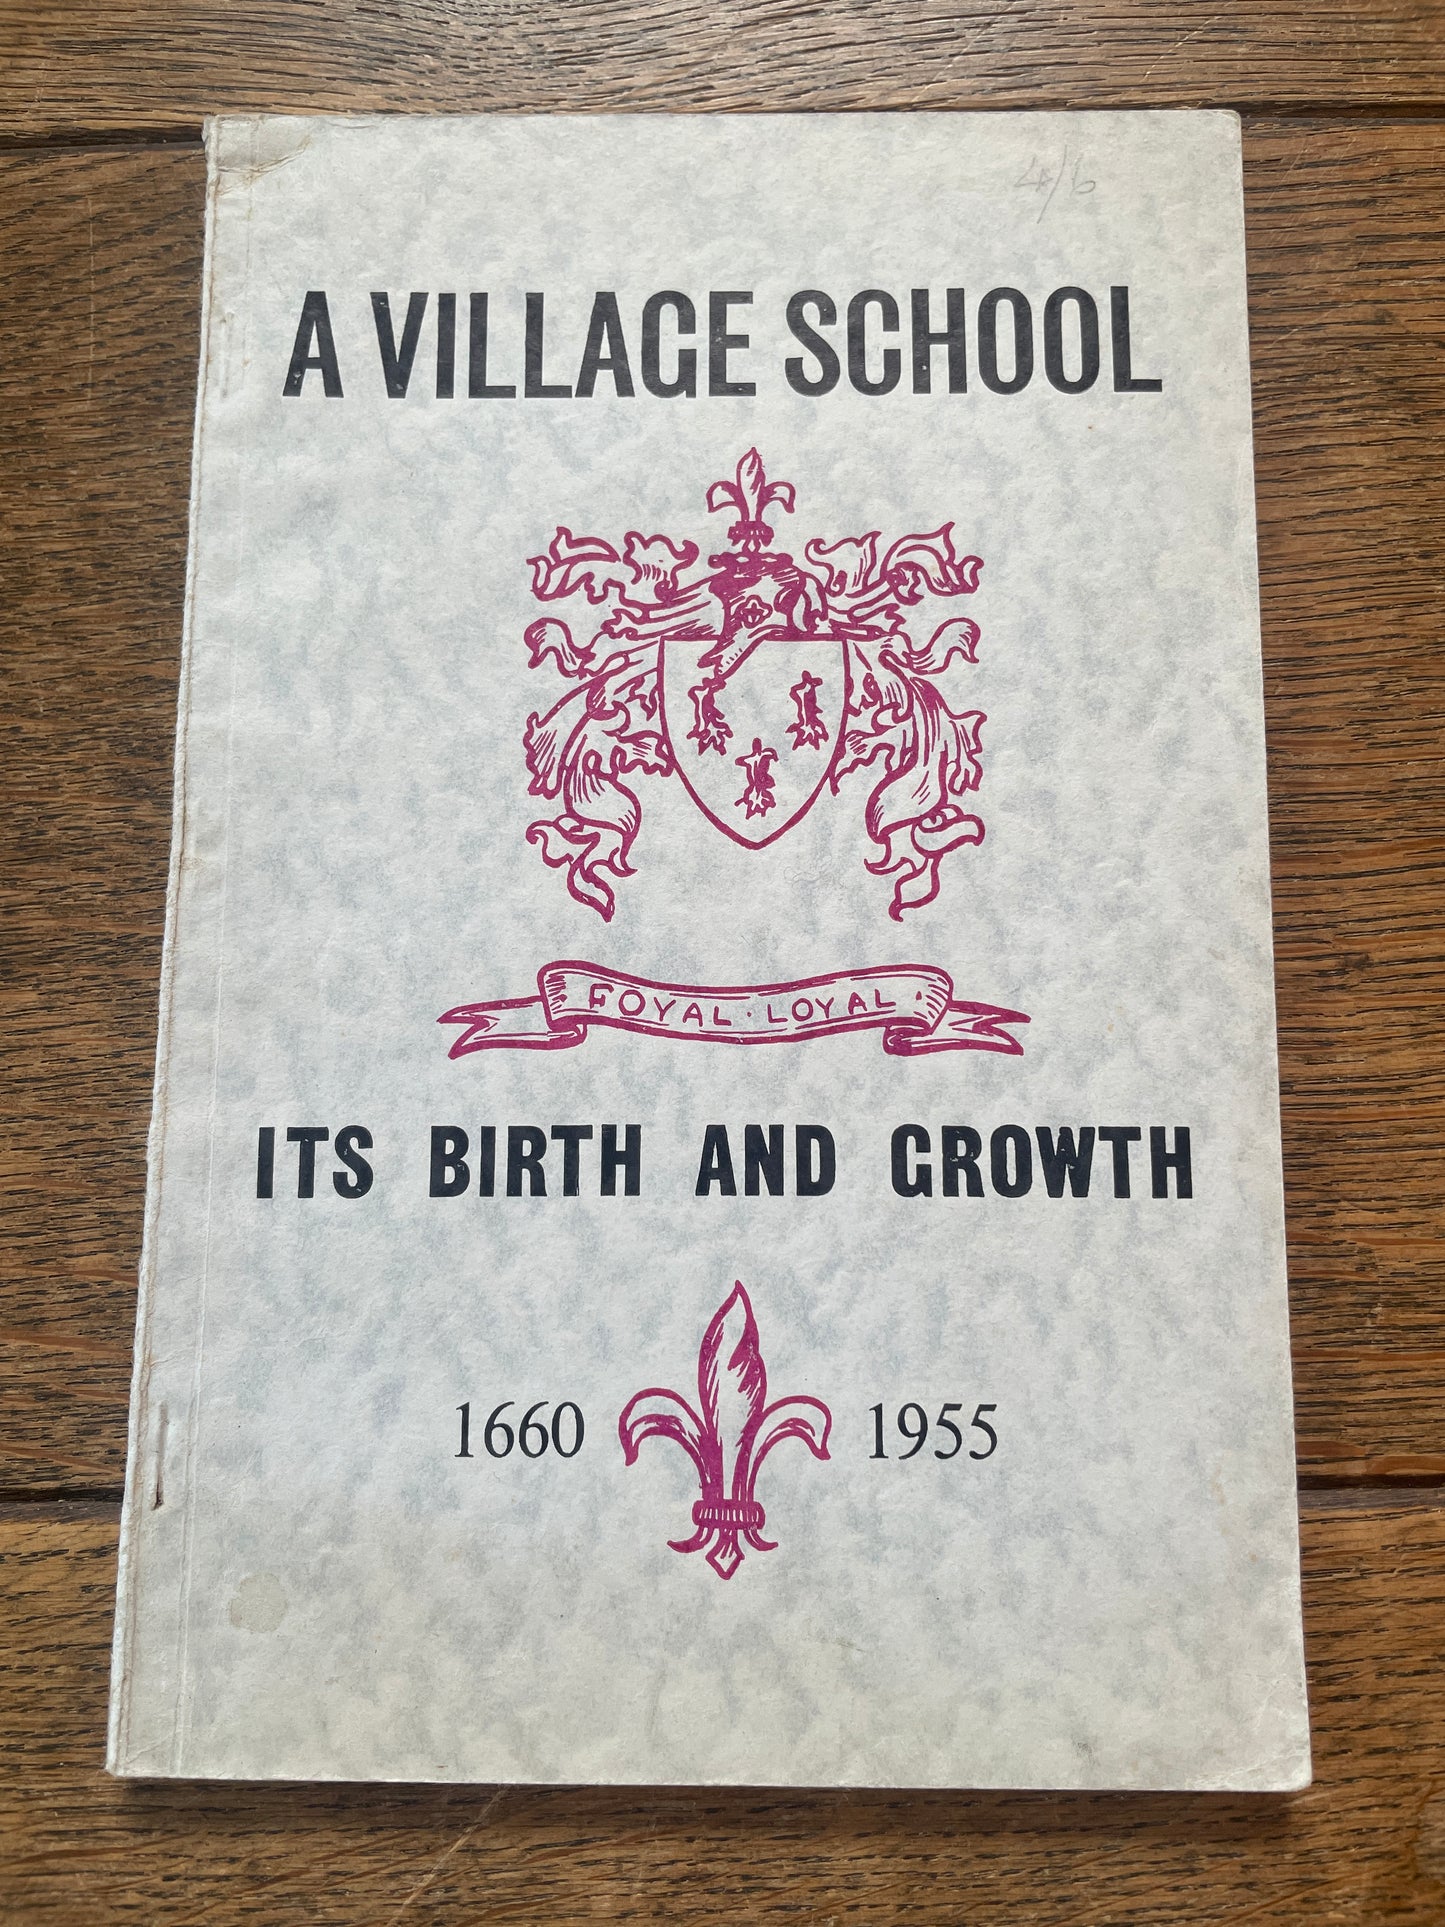 4/6
A VILLAGE SCHOOL
FOYAL · LOYAL ·
ITS BIRTH AND GROWTH
1660 1955